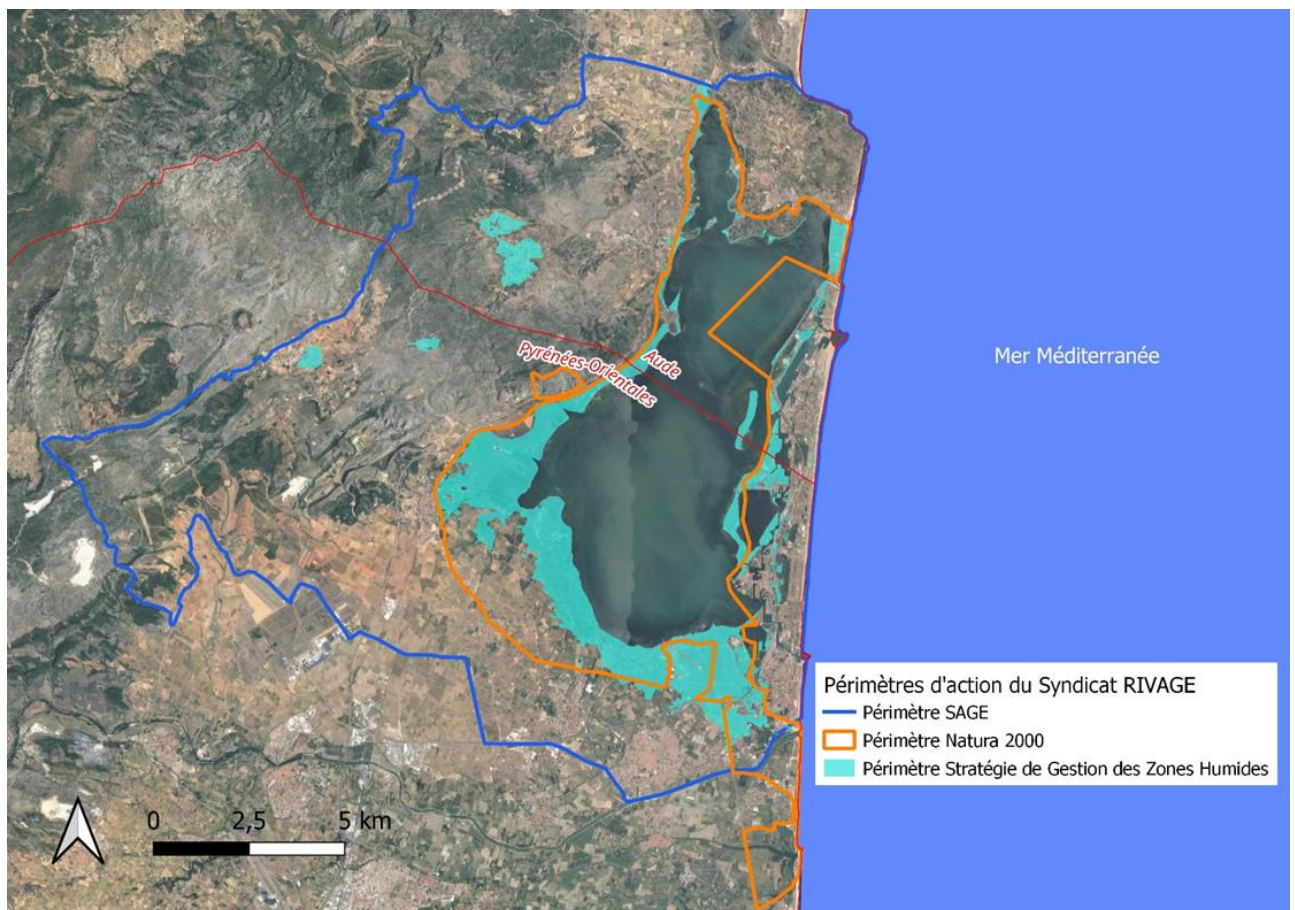 Mer Méditerranée
Aude
Pyrénées-Orientales
Périmètres d'action du Syndicat RIVAGE
Périmètre SAGE
Périmètre Natura 2000
Périmètre Stratégie de Gestion des Zones Humides
0 2,5 5 km